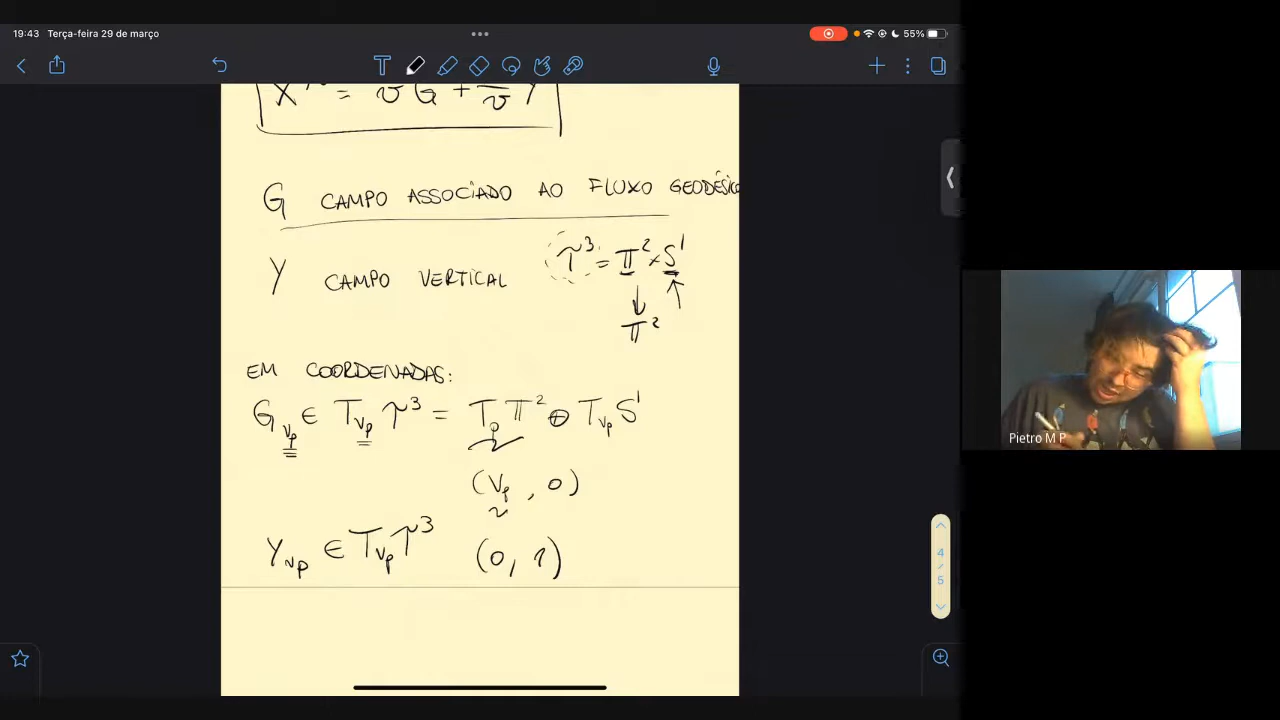 19:43 Terça-feira 29 de março
55%
G CAMPO ASSOCIADO AO FLUXO GEODÉSICO
Y CAMPO VERTICAL
𝕋³ = 𝕋² × S¹
↓ ↑
𝕋²
EM COORDENADAS:
G_{v_p} ∈ T_{v_p} 𝕋³ = T_p 𝕋² ⊕ T_{v_p} S¹
(v_p, 0)
Y_{v_p} ∈ T_{v_p} 𝕋³ (0, 1)
4
5
Pietro M P